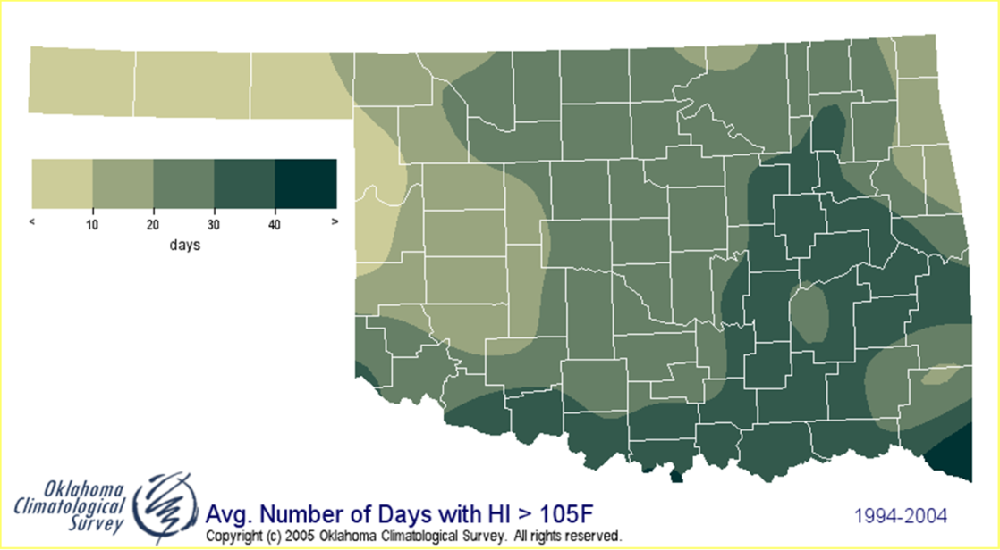 < 10 20 30 40 >
days
Oklahoma
Climatological
Survey
Avg. Number of Days with HI > 105F
1994-2004
Copyright (c) 2005 Oklahoma Climatological Survey. All rights reserved.